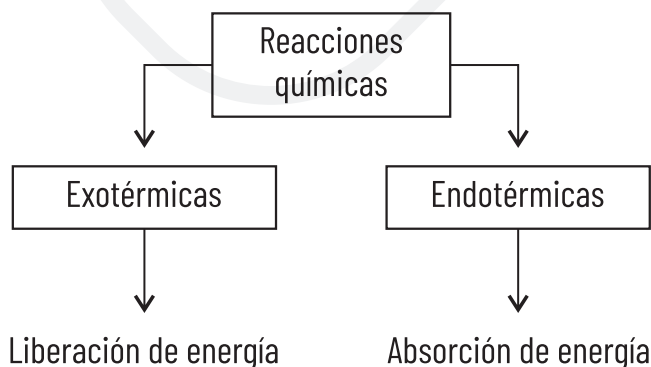 Reacciones
químicas
Exotérmicas
Endotérmicas
Liberación de energía
Absorción de energía